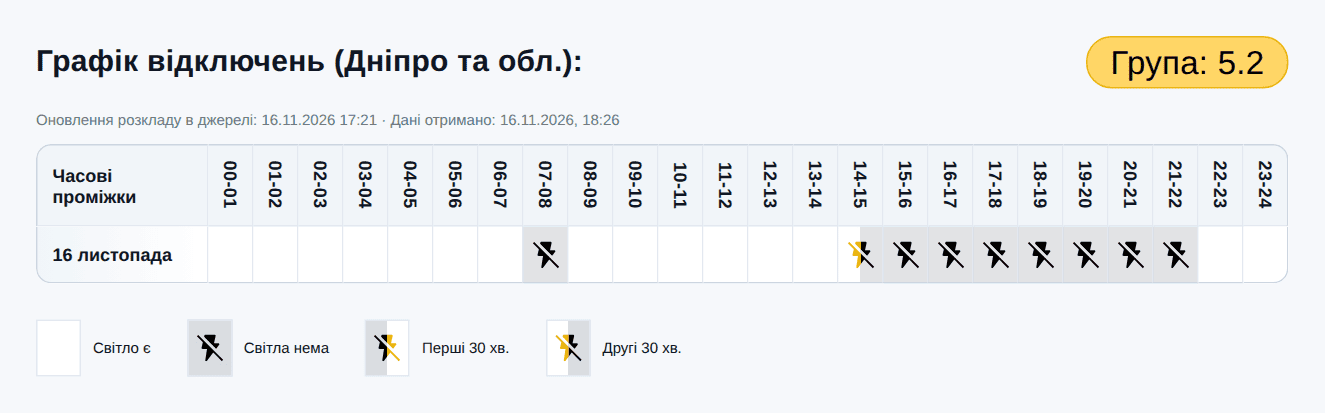 Графік відключень (Дніпро та обл.):
Група: 5.2
Оновлення розкладу в джерелі: 16.11.2026 17:21 · Дані отримано: 16.11.2026, 18:26
Часові
проміжки
00-01
01-02
02-03
03-04
04-05
05-06
06-07
07-08
08-09
09-10
10-11
11-12
12-13
13-14
14-15
15-16
16-17
17-18
18-19
19-20
20-21
21-22
22-23
23-24
16 листопада
Світло є
Світла нема
Перші 30 хв.
Другі 30 хв.